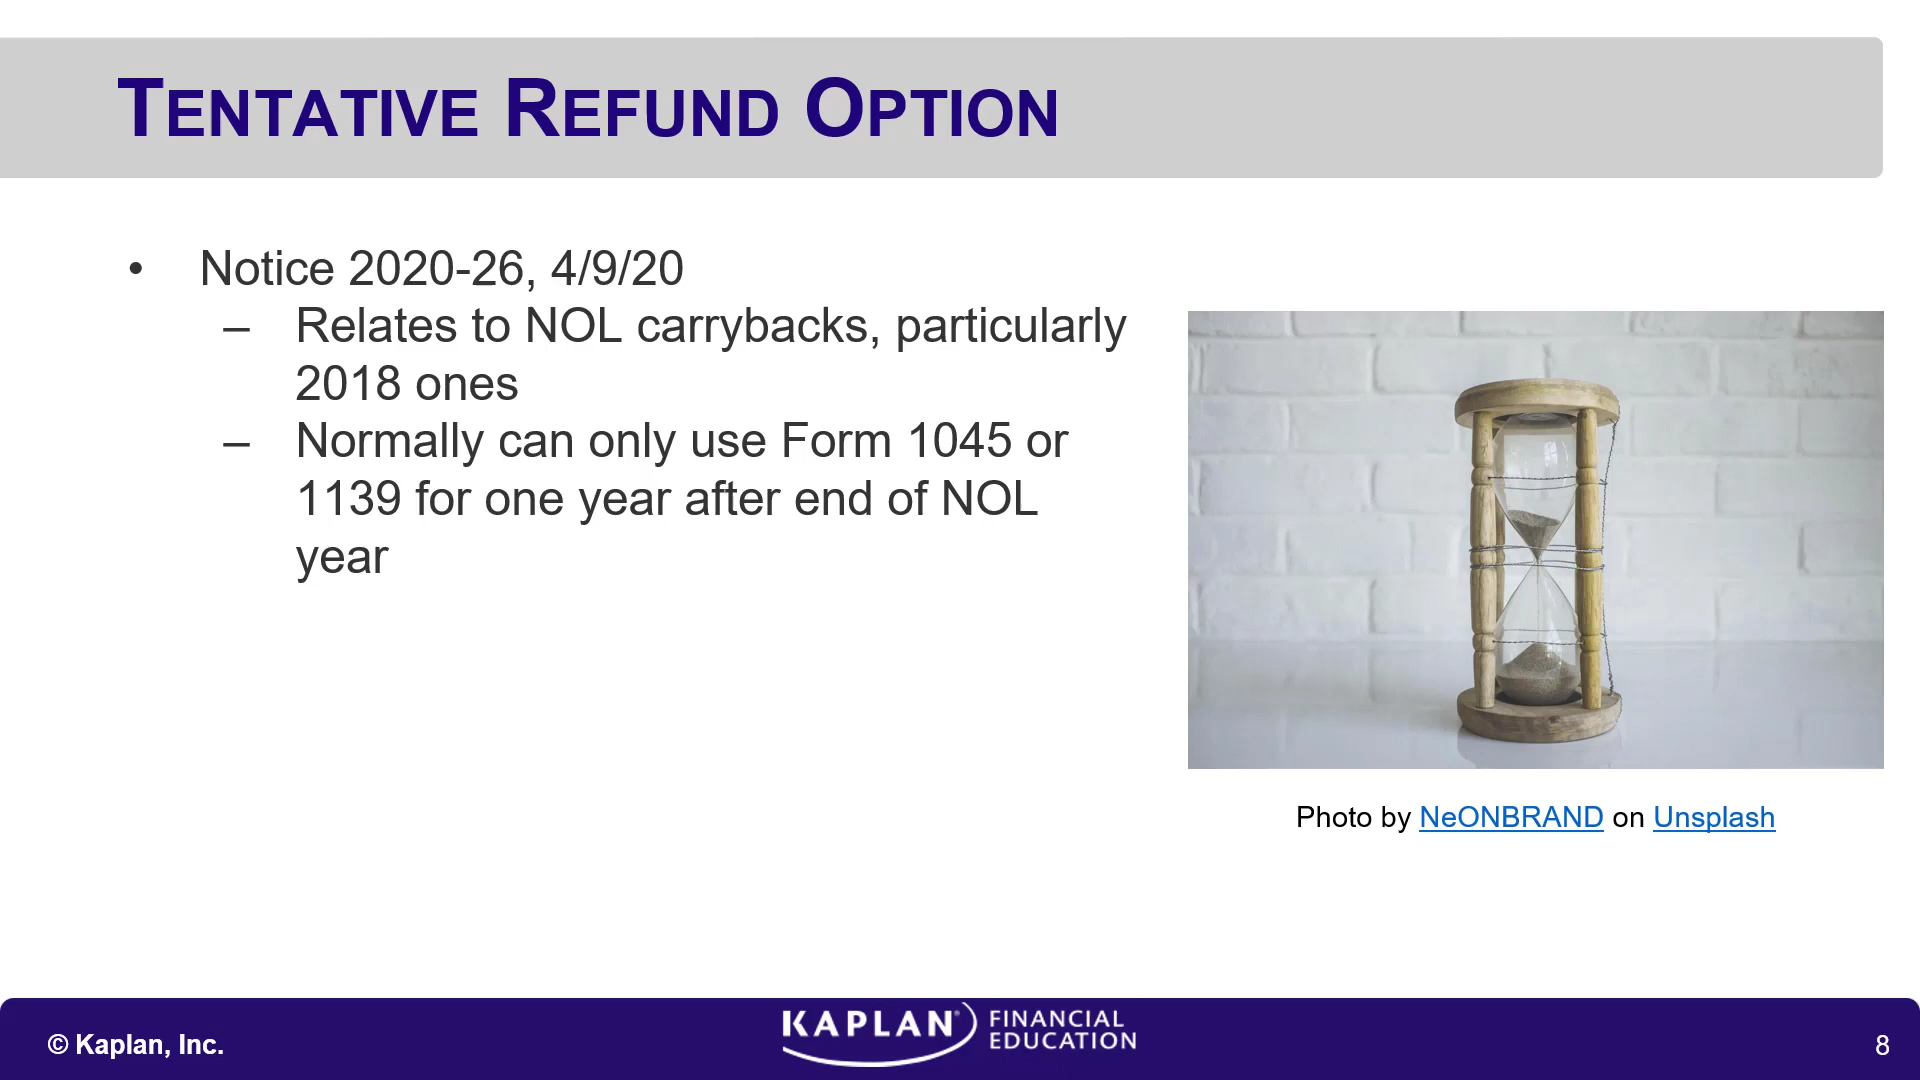 TENTATIVE REFUND OPTION
• Notice 2020-26, 4/9/20
– Relates to NOL carrybacks, particularly
2018 ones
– Normally can only use Form 1045 or
1139 for one year after end of NOL
year
Photo by NeONBRAND on Unsplash
© Kaplan, Inc.
KAPLAN® FINANCIAL
EDUCATION
8